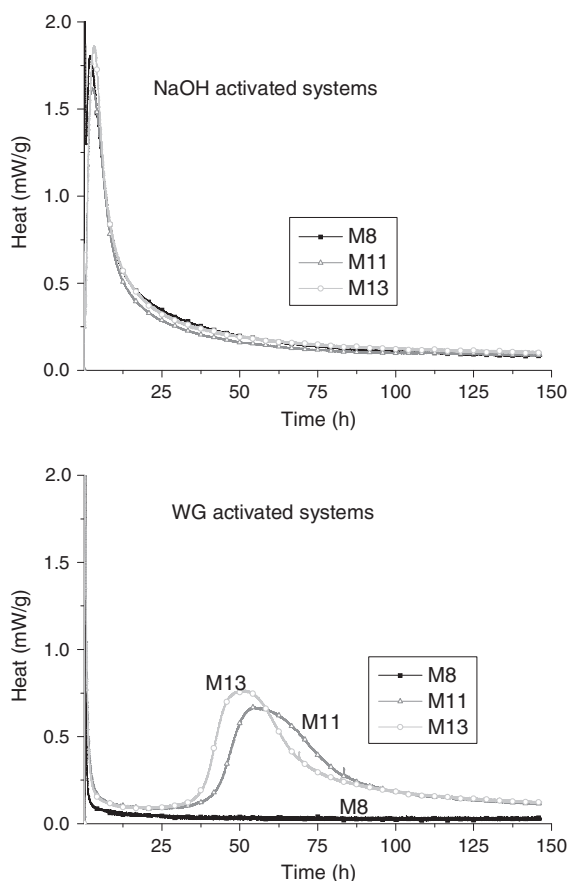 2.0
NaOH activated systems
1.5
Heat (mW/g)
1.0
M8
M11
M13
0.5
0.0
25
50
75
100
125
150
Time (h)
2.0
WG activated systems
1.5
Heat (mW/g)
1.0
M8
M11
M13
M13
M11
0.5
M8
0.0
25
50
75
100
125
150
Time (h)